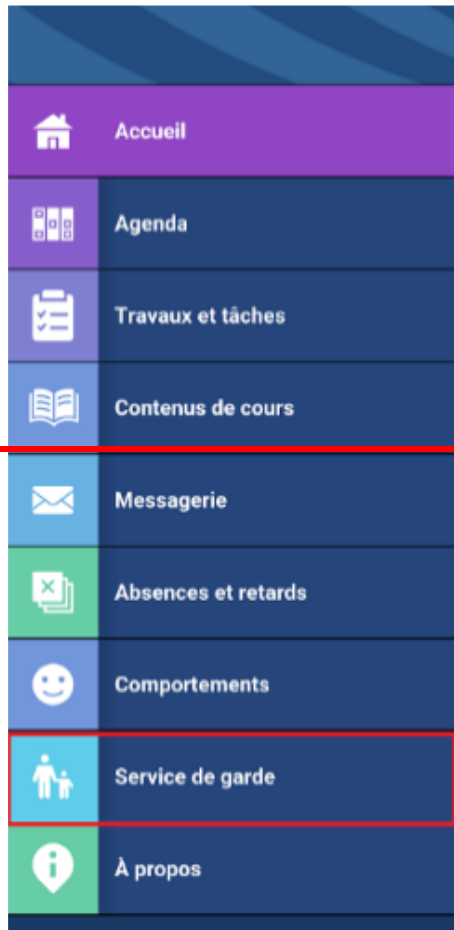 Accueil
Agenda
Travaux et tâches
Contenus de cours
Messagerie
Absences et retards
Comportements
Service de garde
À propos